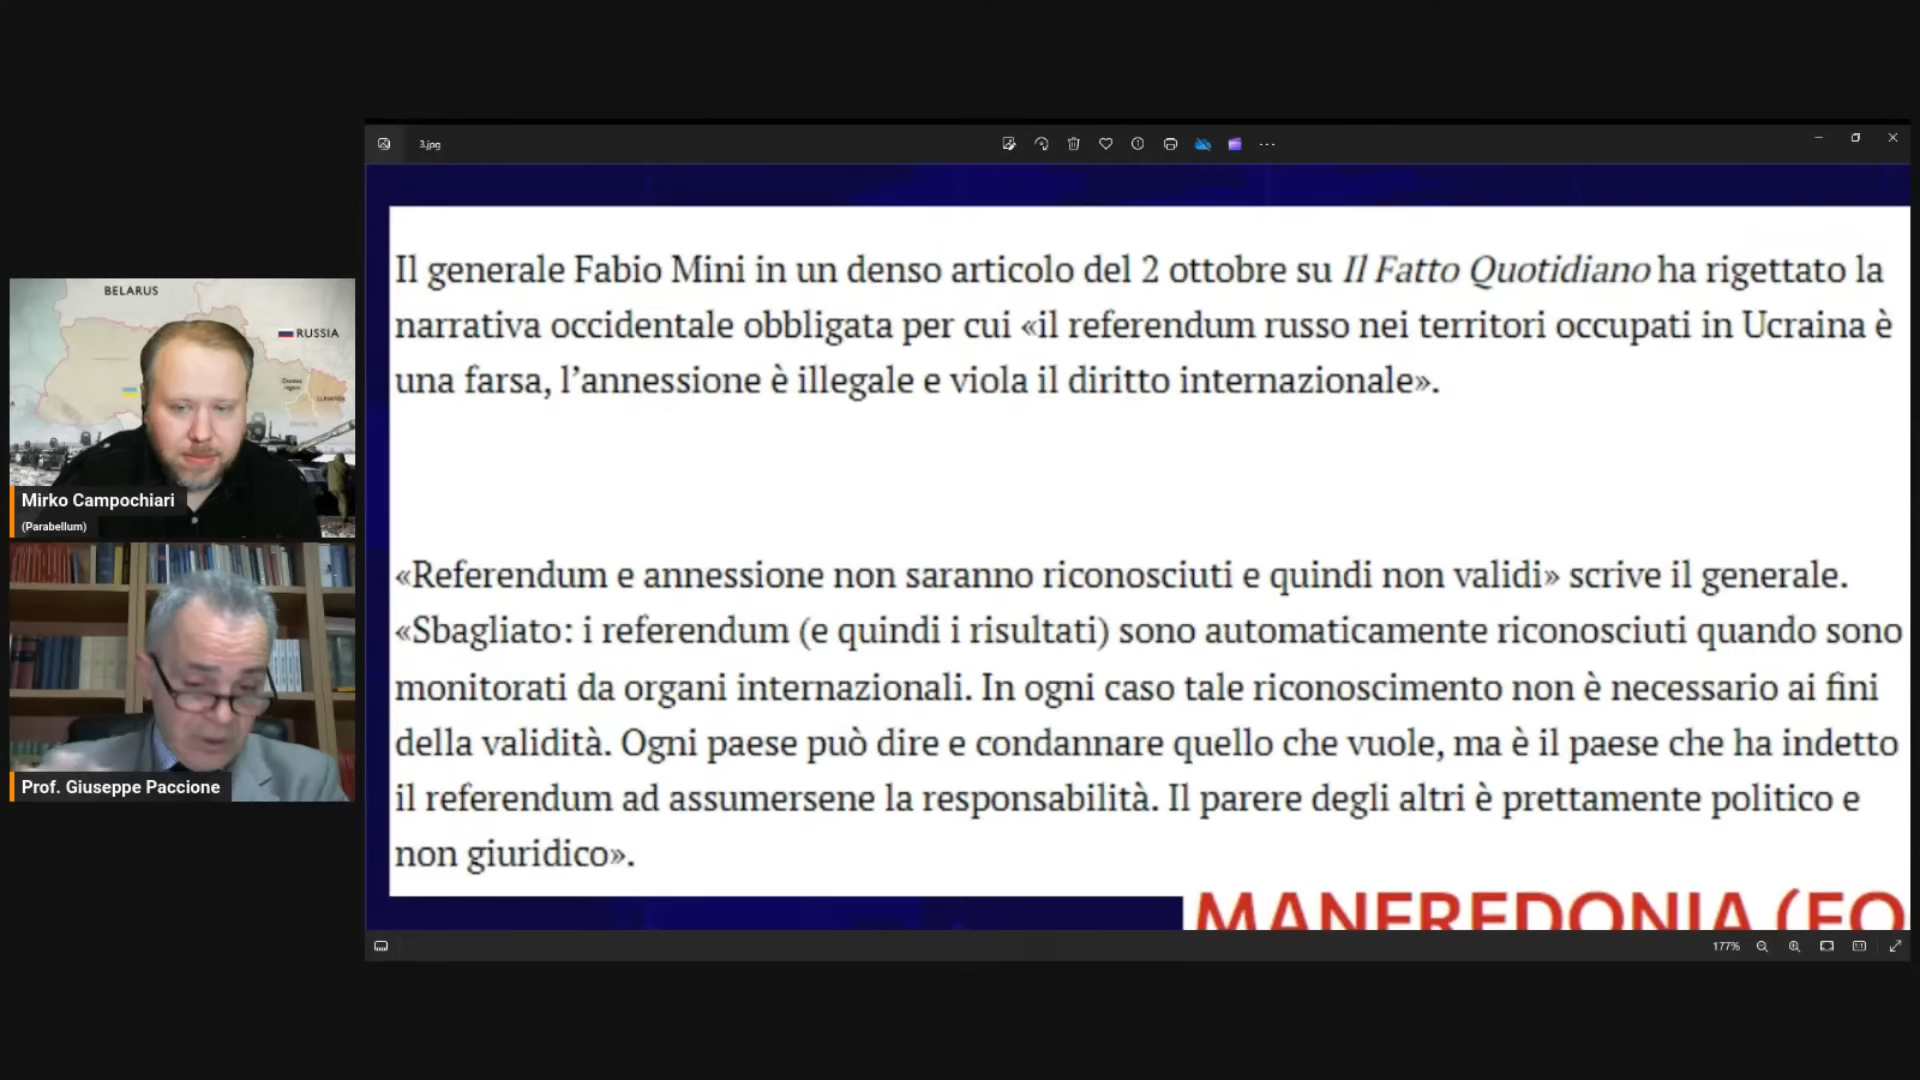 3.jpg
Il generale Fabio Mini in un denso articolo del 2 ottobre su Il Fatto Quotidiano ha rigettato la
narrativa occidentale obbligata per cui «il referendum russo nei territori occupati in Ucraina è
una farsa, l’annessione è illegale e viola il diritto internazionale».
«Referendum e annessione non saranno riconosciuti e quindi non validi» scrive il generale.
«Sbagliato: i referendum (e quindi i risultati) sono automaticamente riconosciuti quando sono
monitorati da organi internazionali. In ogni caso tale riconoscimento non è necessario ai fini
della validità. Ogni paese può dire e condannare quello che vuole, ma è il paese che ha indetto
il referendum ad assumersene la responsabilità. Il parere degli altri è prettamente politico e
non giuridico».
MANFREDONIA (FO
177%
BELARUS
RUSSIA
Mirko Campochiari
(Parabellum)
Prof. Giuseppe Paccione